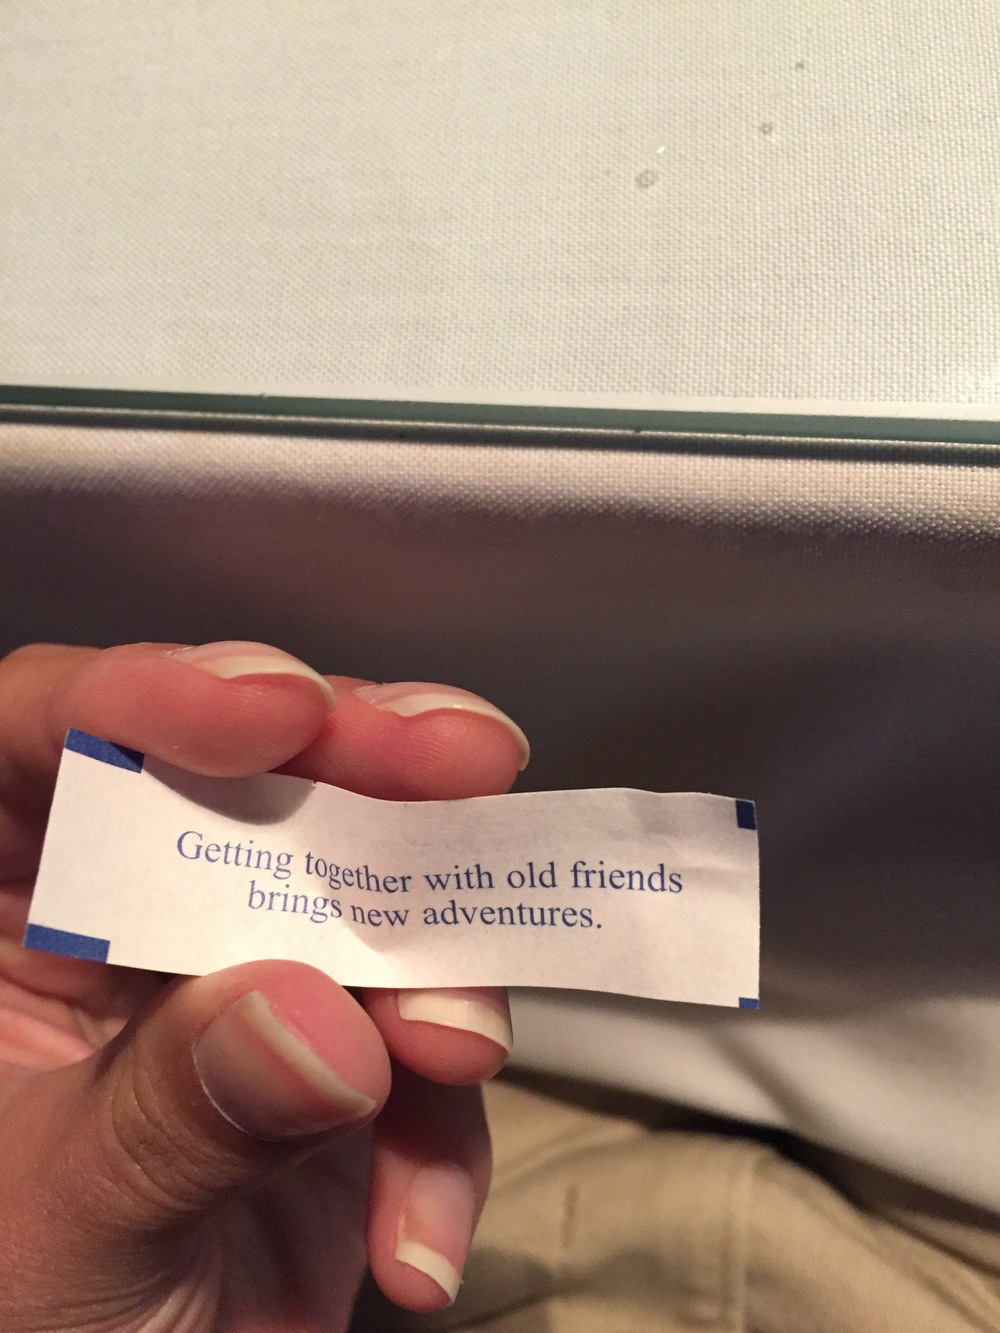 Getting together with old friends
brings new adventures.